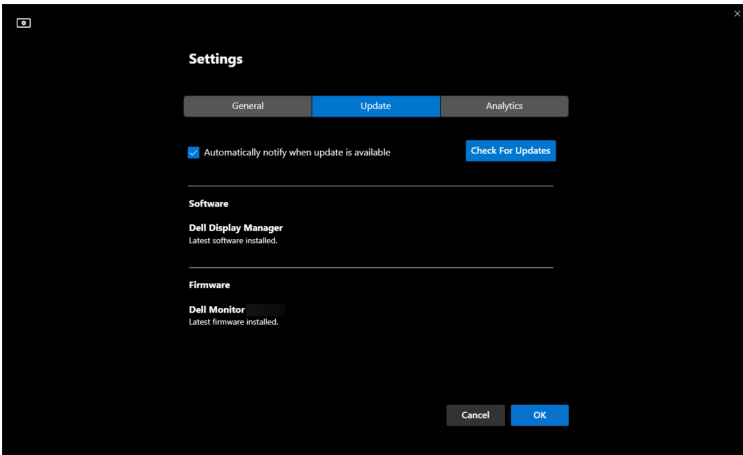 Settings
General Update Analytics
Automatically notify when update is available Check For Updates
Software
Dell Display Manager
Latest software installed.
Firmware
Dell Monitor
Latest firmware installed.
Cancel OK